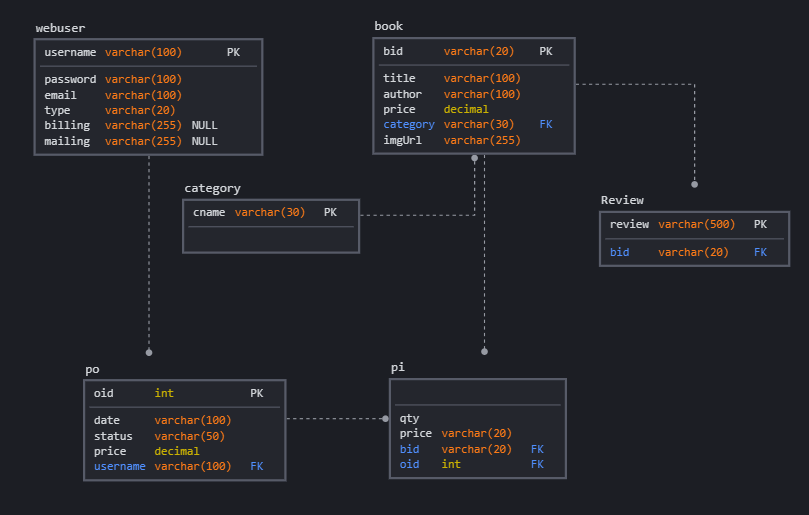 webuser
username varchar(100) PK
password varchar(100)
email varchar(100)
type varchar(20)
billing varchar(255) NULL
mailing varchar(255) NULL
book
bid varchar(20) PK
title varchar(100)
author varchar(100)
price decimal
category varchar(30) FK
imgUrl varchar(255)
category
cname varchar(30) PK
Review
review varchar(500) PK
bid varchar(20) FK
po
oid int PK
date varchar(100)
status varchar(50)
price decimal
username varchar(100) FK
pi
qty
price varchar(20)
bid varchar(20) FK
oid int FK